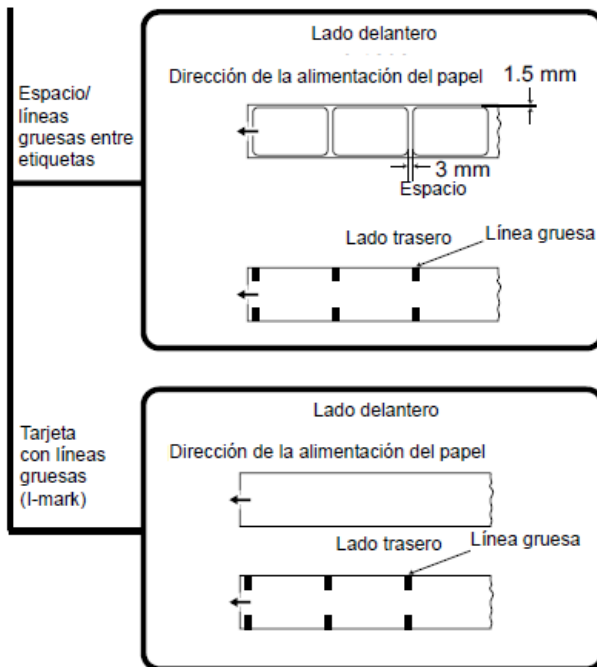 Lado delantero
Dirección de la alimentación del papel
1.5 mm
Espacio/
líneas
gruesas entre
etiquetas
3 mm
Espacio
Lado trasero
Línea gruesa
Lado delantero
Tarjeta
con líneas
gruesas
(I-mark)
Dirección de la alimentación del papel
Lado trasero
Línea gruesa